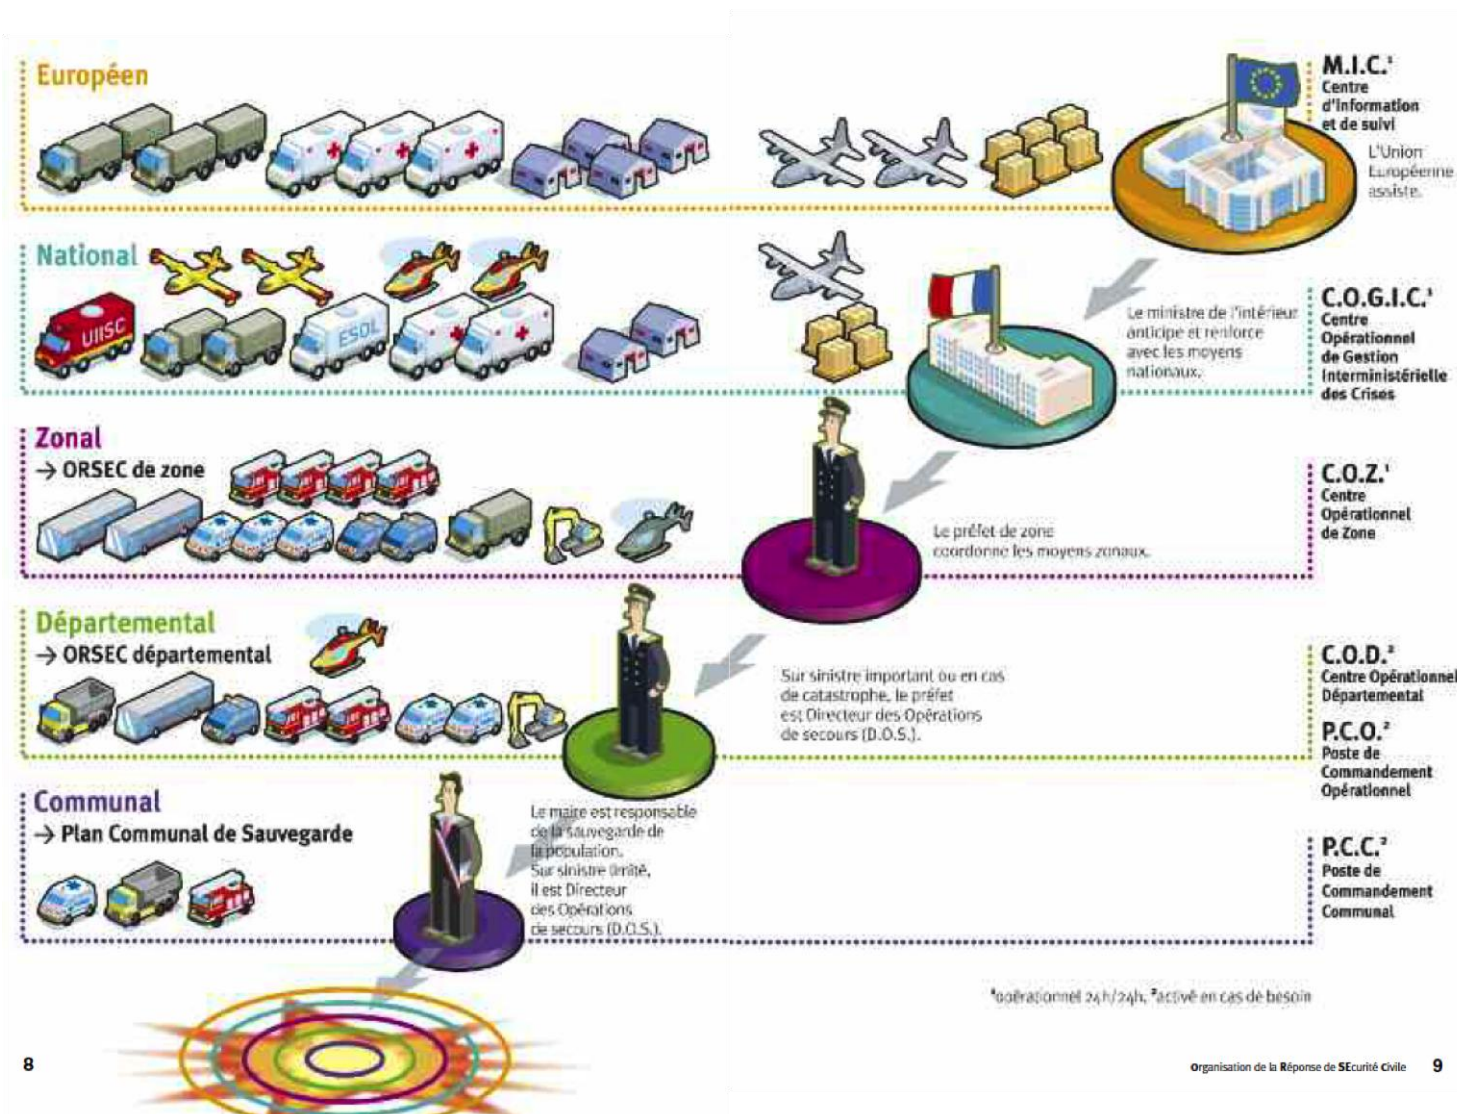 Européen
M.I.C.¹
Centre
d'Information
et de suivi
L'Union
Européenne
assiste.
National
UIISC
ESOL
Le ministre de l'intérieur
anticipe et renforce
avec les moyens
nationaux.
C.O.G.I.C.¹
Centre
Opérationnel
de Gestion
Interministérielle
des Crises
Zonal
→ ORSEC de zone
Le préfet de zone
coordonne les moyens zonaux.
C.O.Z.¹
Centre
Opérationnel
de Zone
Départemental
→ ORSEC départemental
Sur sinistre important ou en cas
de catastrophe, le préfet
est Directeur des Opérations
de secours (D.O.S.).
C.O.D.²
Centre Opérationnel
Départemental
P.C.O.²
Poste de
Commandement
Opérationnel
Communal
→ Plan Communal de Sauvegarde
Le maire est responsable
de la sauvegarde de
la population.
Sur sinistre limité,
il est Directeur
des Opérations
de secours (D.O.S.).
P.C.C.²
Poste de
Commandement
Communal
¹opérationnel 24h/24h, ²activé en cas de besoin
8
Organisation de la Réponse de SEcurité Civile 9